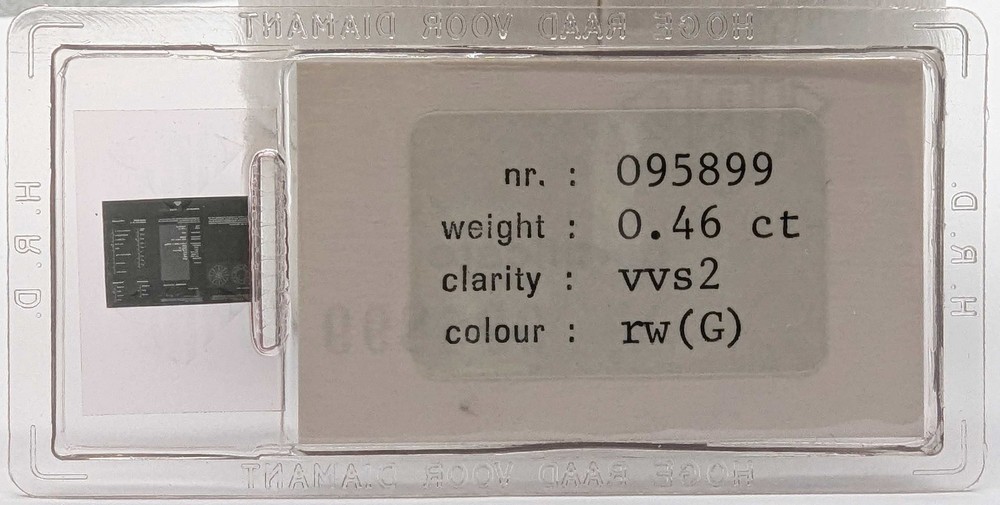 HOGE RAAD VOOR DIAMANT
H.R.D.
nr. : 095899
weight : 0.46 ct
clarity : vvs2
colour : rw(G)
H.R.D.
HOGE RAAD VOOR DIAMANT